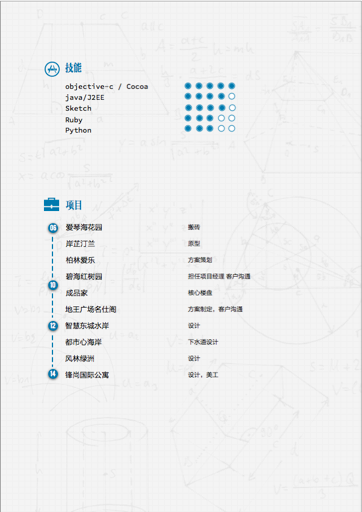 技能
objective-c / Cocoa
java/J2EE
Sketch
Ruby
Python
项目
06 爱琴海花园 搬砖
岸芷汀兰 原型
柏林爱乐 方案策划
碧海红树园 担任项目经理 客户沟通
10 成品家 核心楼盘
地王广场名仕阁 方案制定，客户沟通
12 智慧东城水岸 设计
都市心海岸 下水道设计
风林绿洲 设计
14 锋尚国际公寓 设计，美工